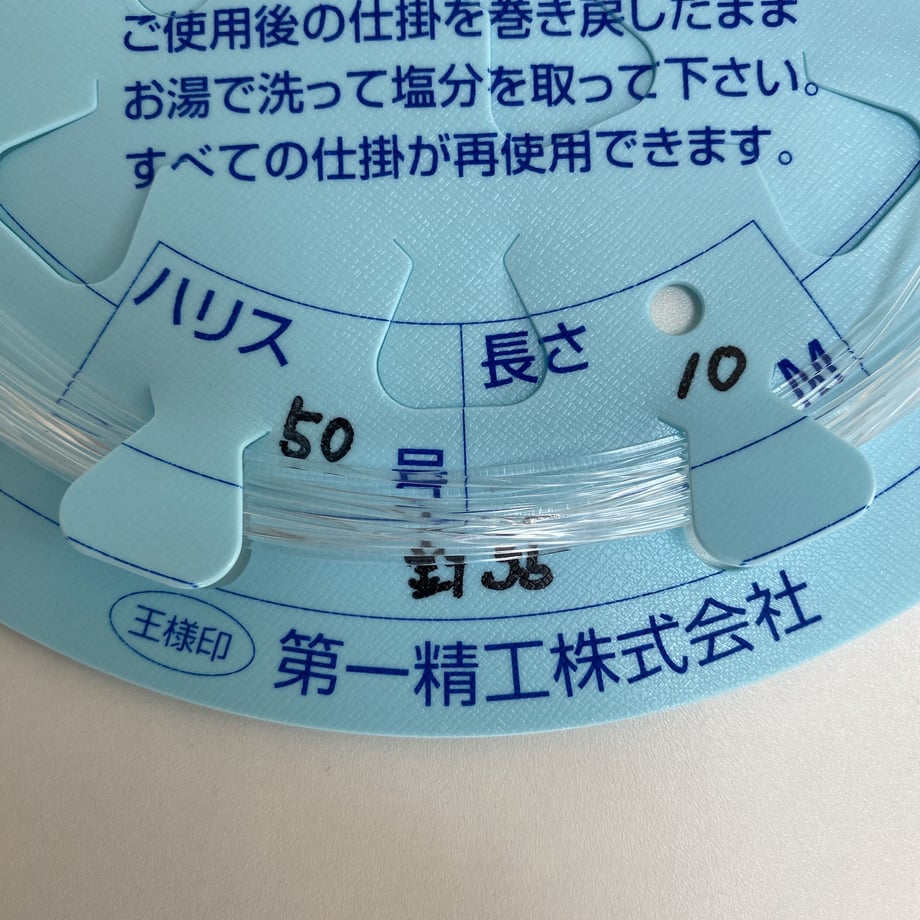 ご使用後の仕掛を巻き戻したまま
お湯で洗って塩分を取って下さい。
すべての仕掛が再使用できます。
ハリス 50 号
長さ 10 M
王様印 第一精工株式会社